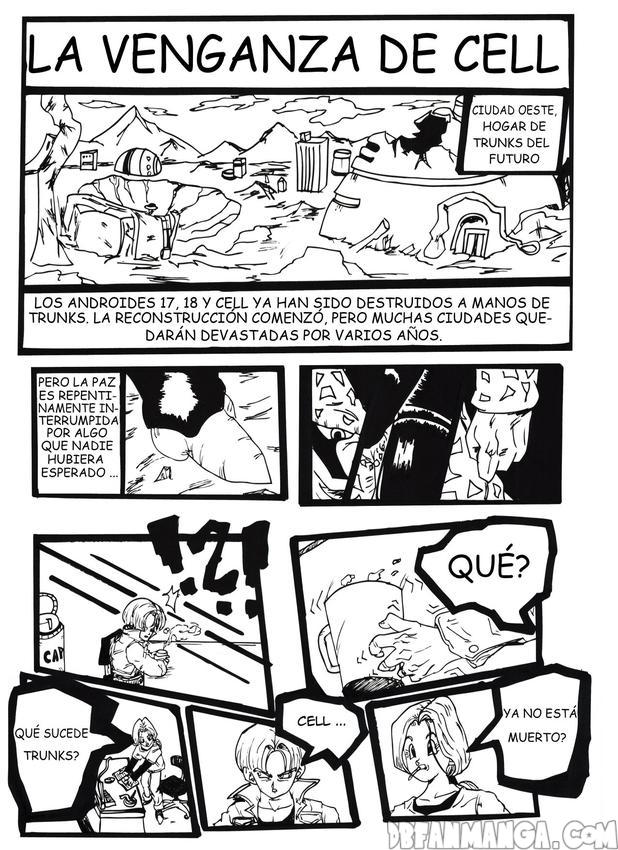 LA VENGANZA DE CELL
CIUDAD OESTE,
HOGAR DE
TRUNKS DEL
FUTURO
LOS ANDROIDES 17, 18 Y CELL YA HAN SIDO DESTRUIDOS A MANOS DE
TRUNKS. LA RECONSTRUCCIÓN COMENZÓ, PERO MUCHAS CIUDADES QUE-
DARÁN DEVASTADAS POR VARIOS AÑOS.
PERO LA PAZ
ES REPENTI-
NAMENTE IN-
TERRUMPIDA
POR ALGO
QUE NADIE
HUBIERA
ESPERADO ...
!?!
QUÉ?
CAP
QUÉ SUCEDE
TRUNKS?
CELL ...
YA NO ESTÁ
MUERTO?
DBFANMANGA.COM